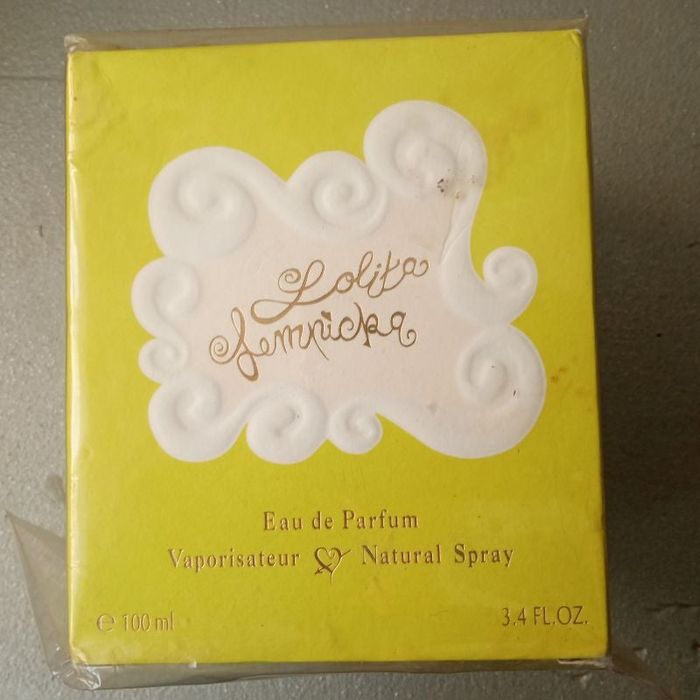 Lolita
Lempicka
Eau de Parfum
Vaporisateur Natural Spray
℮ 100 ml
3.4 FL.OZ.